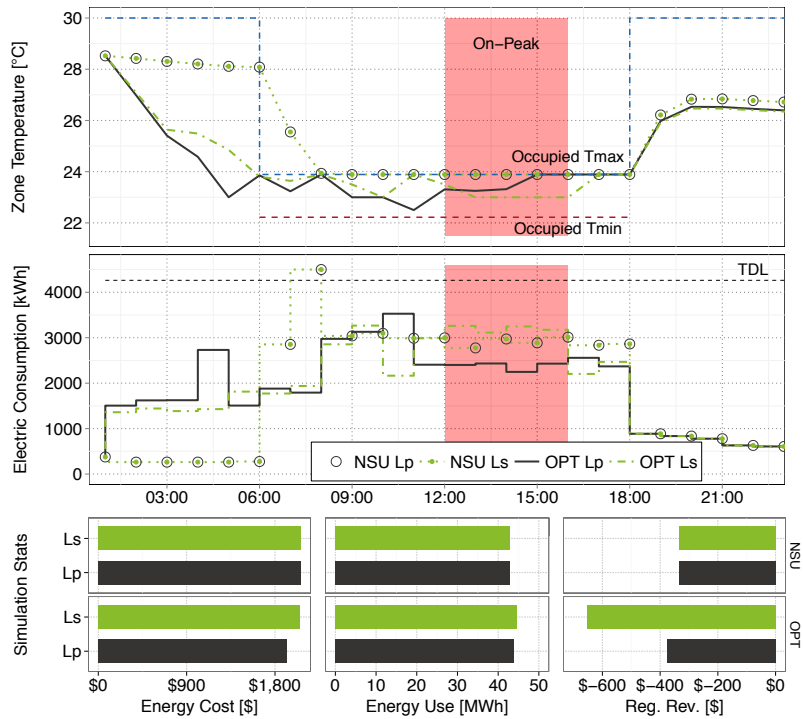 Zone Temperature [°C]
30
28
26
24
22
On−Peak
Occupied Tmax
Occupied Tmin
Electric Consumption [kWh]
4000
3000
2000
1000
0
TDL
NSU Lp NSU Ls OPT Lp OPT Ls
03:00 06:00 09:00 12:00 15:00 18:00 21:00
Simulation Stats
Ls
Lp
NSU
Ls
Lp
OPT
$0 $900 $1,800
0 10 20 30 40 50
$−600 $−400 $−200 $0
Energy Cost [$]
Energy Use [MWh]
Reg. Rev. [$]